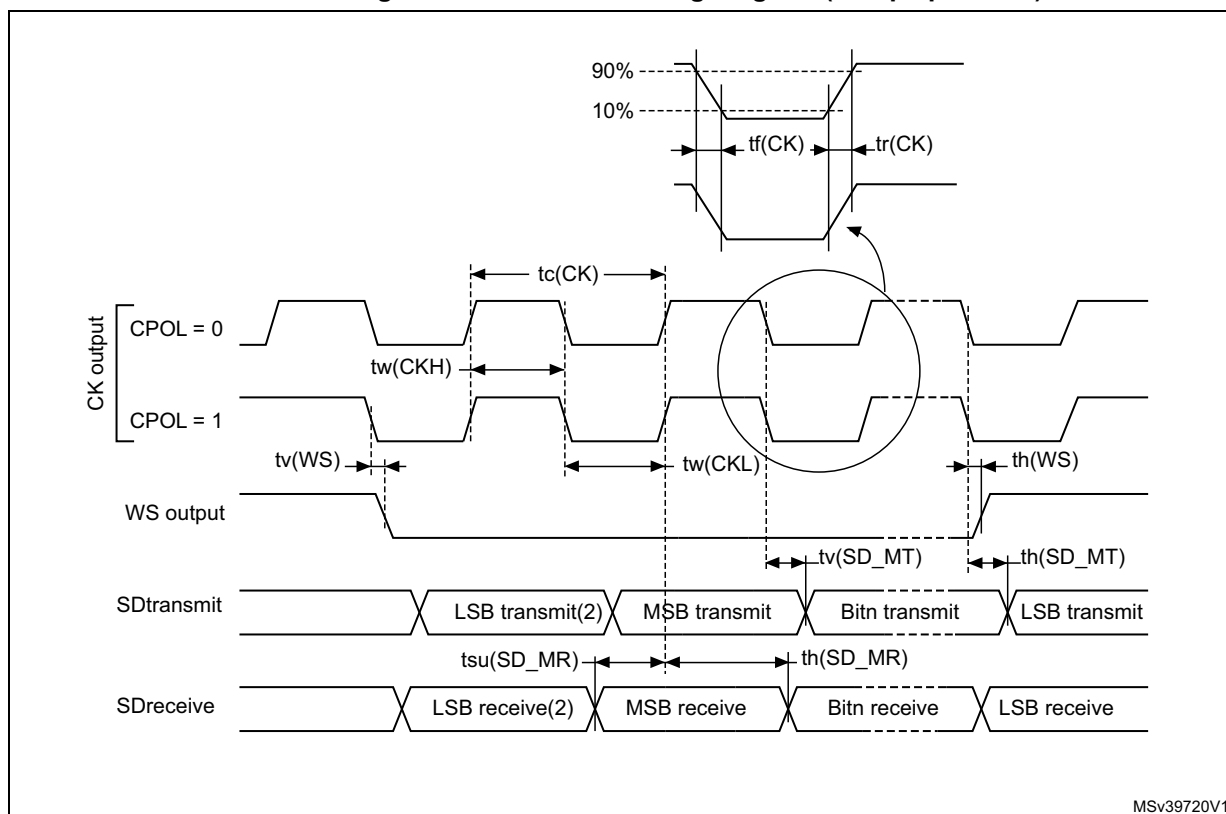 90%
10%
tf(CK)
tr(CK)
tc(CK)
CK output
CPOL = 0
tw(CKH)
CPOL = 1
tv(WS)
tw(CKL)
th(WS)
WS output
tv(SD_MT)
th(SD_MT)
SDtransmit
LSB transmit(2)
MSB transmit
Bitn transmit
LSB transmit
tsu(SD_MR)
th(SD_MR)
SDreceive
LSB receive(2)
MSB receive
Bitn receive
LSB receive
MSv39720V1